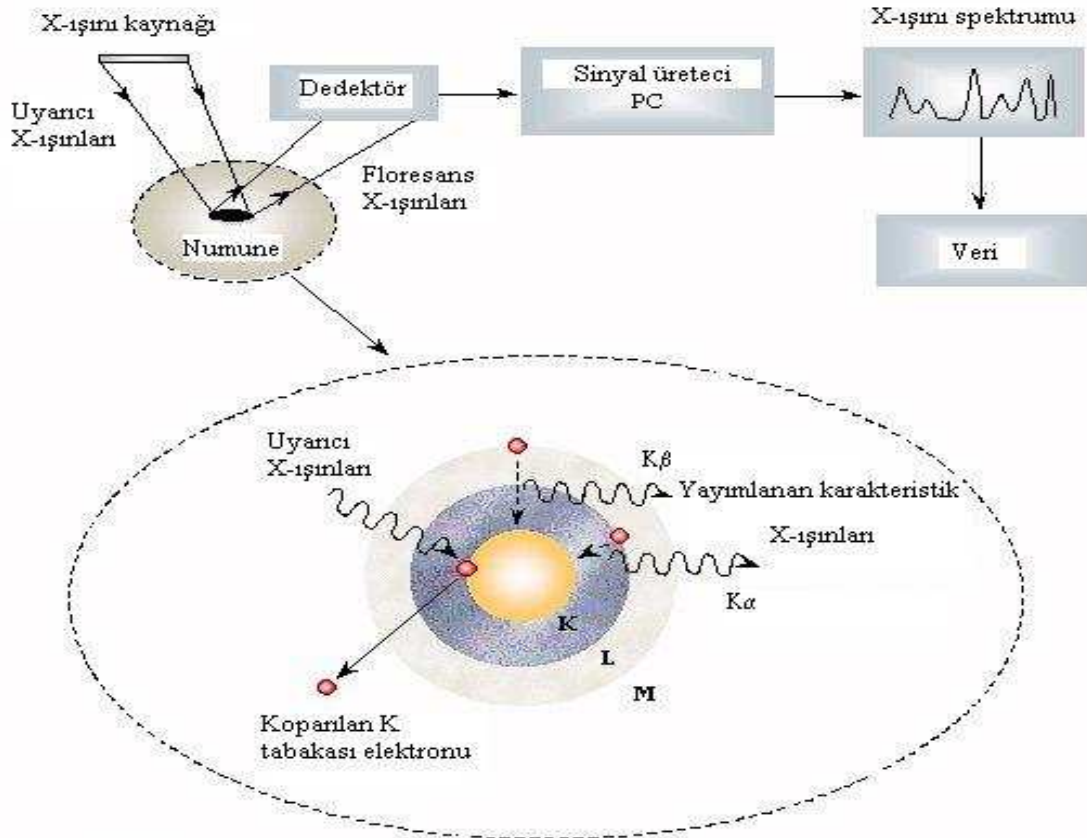 X-ışını kaynağı
X-ışını spektrumu
Dedektör
Sinyal üreteci
PC
Uyarıcı
X-ışınları
Floresans
X-ışınları
Numune
Veri
Uyarıcı
X-ışınları
Kβ
Yayımlanan karakteristik
X-ışınları
Kα
K
L
M
Koparılan K
tabakası elektronu